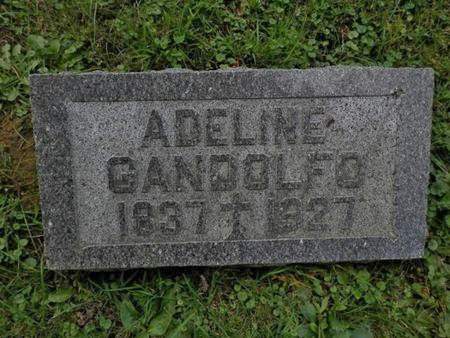 ADELINE
GANDOLFO
1837 ✝ 1927